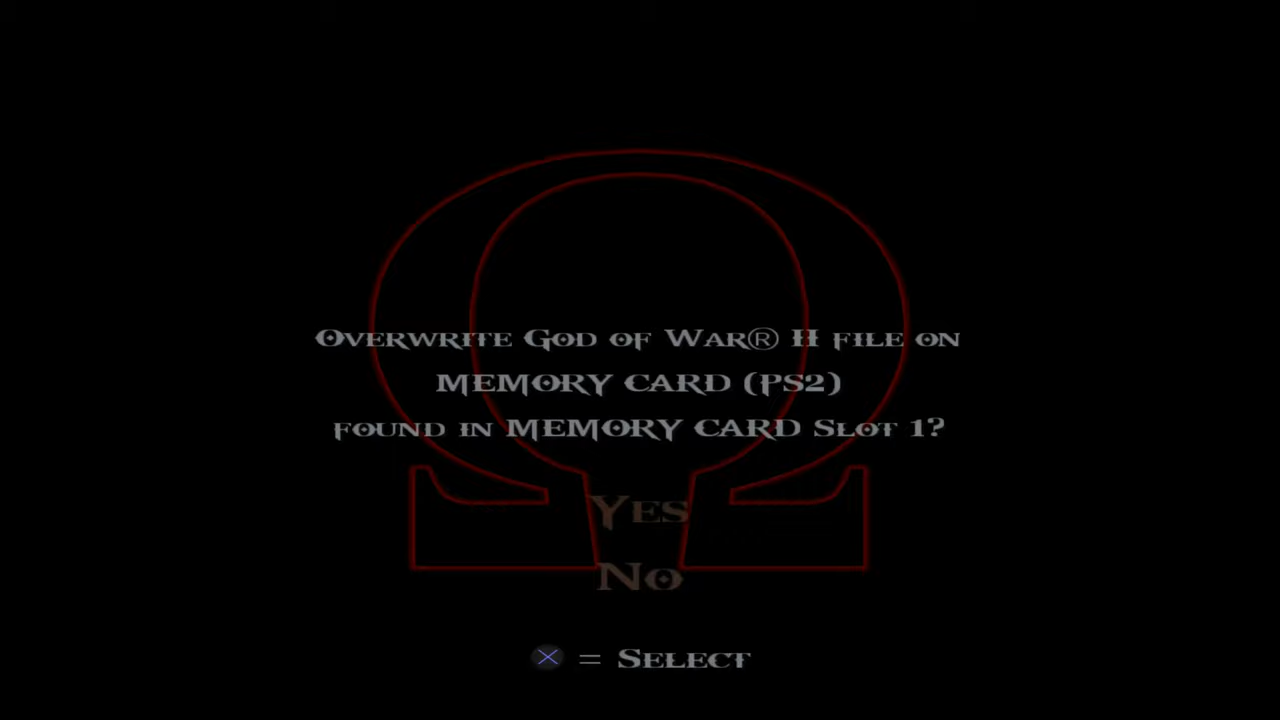 Overwrite God of War® II file on
MEMORY CARD (PS2)
found in MEMORY CARD Slot 1?
Yes
No
= Select